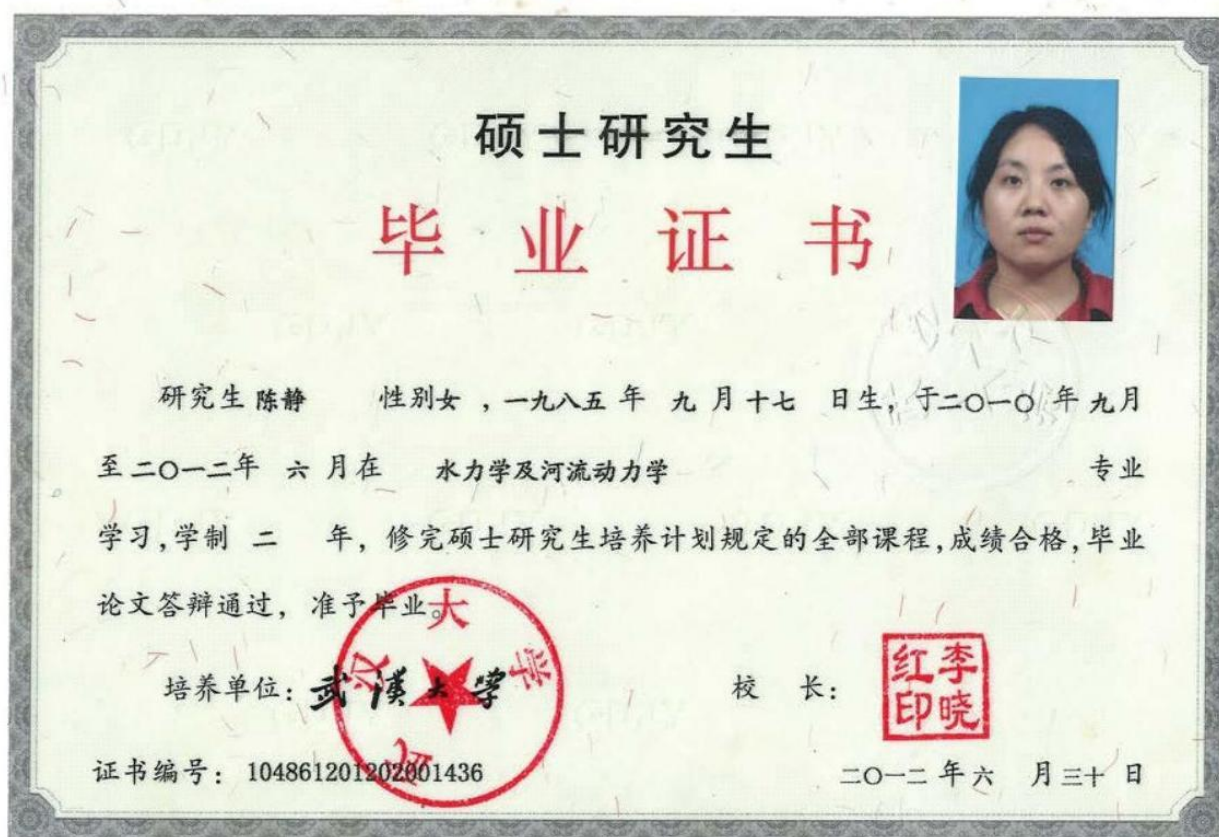 硕士研究生
毕业证书
研究生 陈静 性别女，一九八五年 九月十七 日生，于二〇一〇年九月
至二〇一二年 六月在 水力学及河流动力学 专业
学习，学制 二 年，修完硕士研究生培养计划规定的全部课程，成绩合格，毕业
论文答辩通过，准予毕业。
武汉大学
培养单位：武漢大學
校 长：
李晓红印
证书编号：104861201202001436
二〇一二年六 月三十日